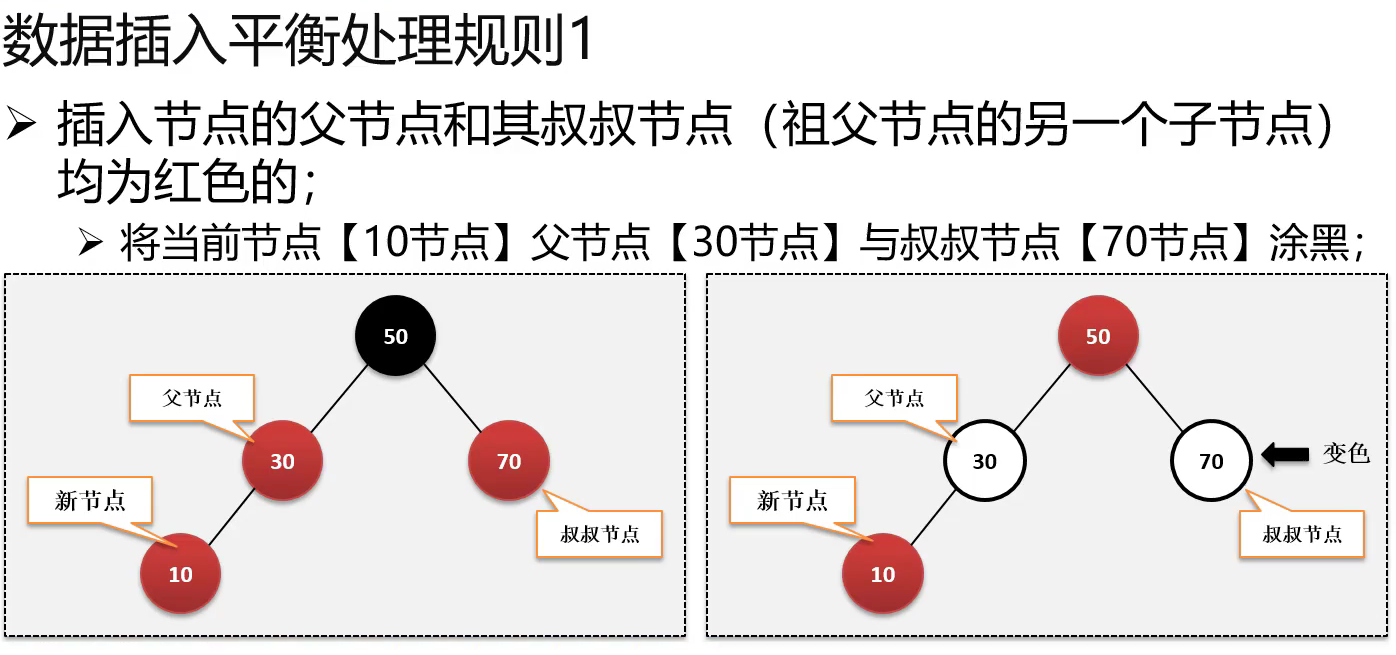 数据插入平衡处理规则1
插入节点的父节点和其叔叔节点（祖父节点的另一个子节点）
均为红色的；
将当前节点【10节点】父节点【30节点】与叔叔节点【70节点】涂黑；
50
父节点
30
70
新节点
叔叔节点
10
50
父节点
30
70
变色
新节点
叔叔节点
10